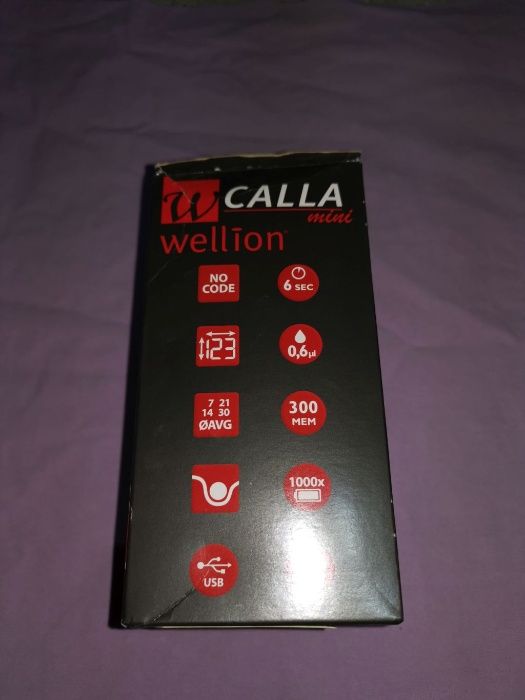 W CALLA
mini
wellion
NO
CODE
6 SEC
123
0,6µl
7 21
14 30
ØAVG
300
MEM
1000x
USB